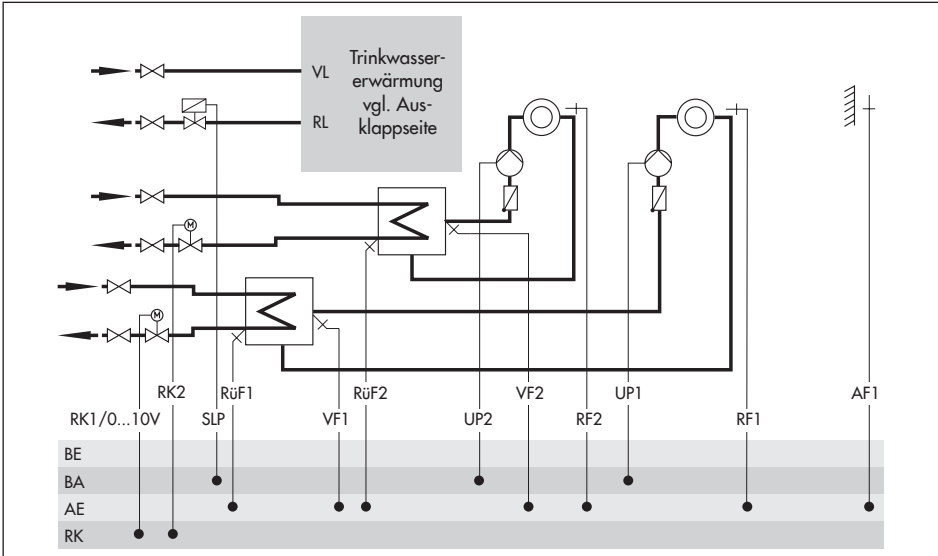 VL
RL
Trinkwasser-
erwärmung
vgl. Aus-
klappseite
M
M
RK1/0...10V
RK2
SLP
RüF1
VF1
RüF2
UP2
VF2
RF2
UP1
RF1
AF1
BE
BA
AE
RK